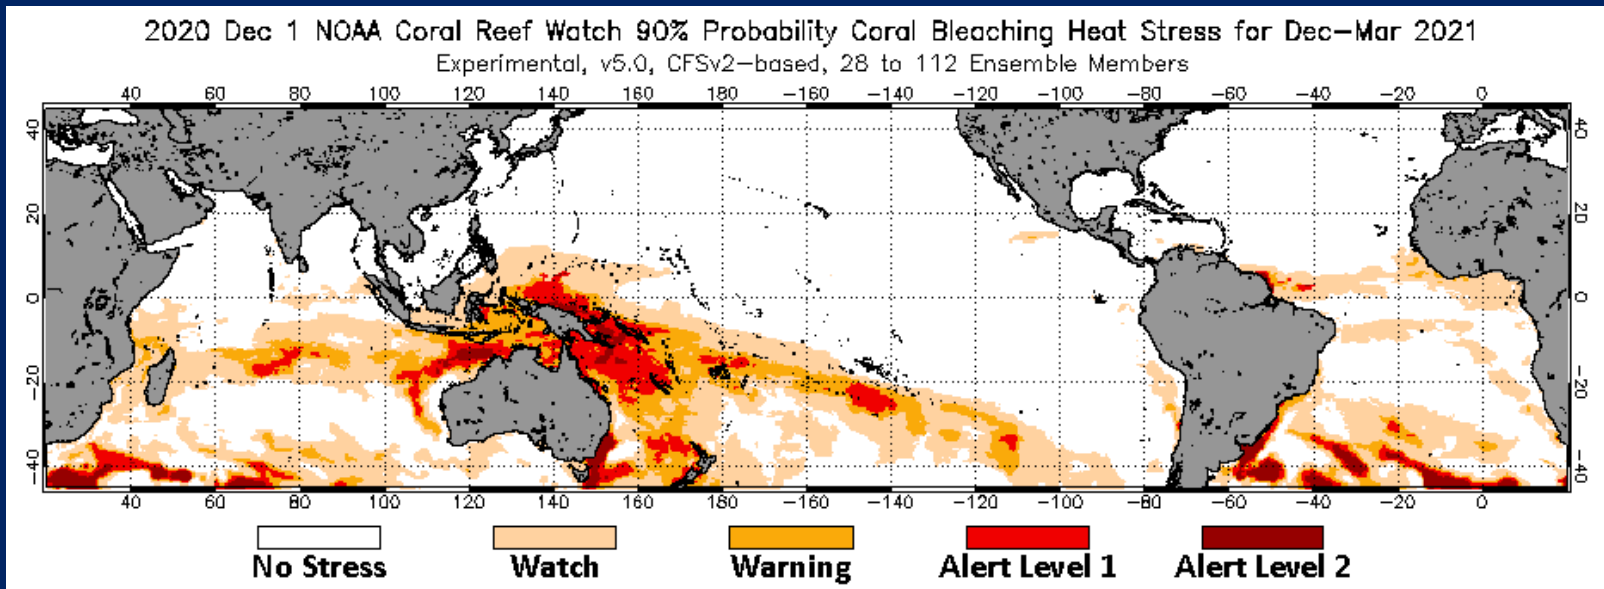 2020 Dec 1 NOAA Coral Reef Watch 90% Probability Coral Bleaching Heat Stress for Dec-Mar 2021
Experimental, v5.0, CFSv2-based, 28 to 112 Ensemble Members
40 60 80 100 120 140 160 180 -160 -140 -120 -100 -80 -60 -40 -20 0
40 40
20 20
0 0
-20 -20
-40 -40
40 60 80 100 120 140 160 180 -160 -140 -120 -100 -80 -60 -40 -20 0
No Stress Watch Warning Alert Level 1 Alert Level 2